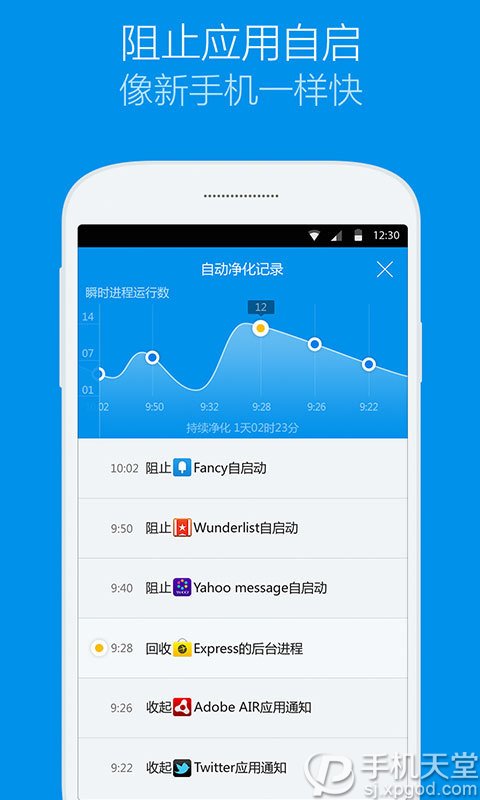 阻止应用自启
像新手机一样快
12:30
自动净化记录
瞬时进程运行数
14
12
07
01
10:02 9:50 9:32 9:28 9:26 9:22
持续净化 1天02时23分
10:02 阻止 Fancy自启动
9:50 阻止 Wunderlist自启动
9:40 阻止 Yahoo message自启动
9:28 回收 Express的后台进程
9:26 收起 Adobe AIR应用通知
9:22 收起 Twitter应用通知
手机天堂
sj.xpgod.com